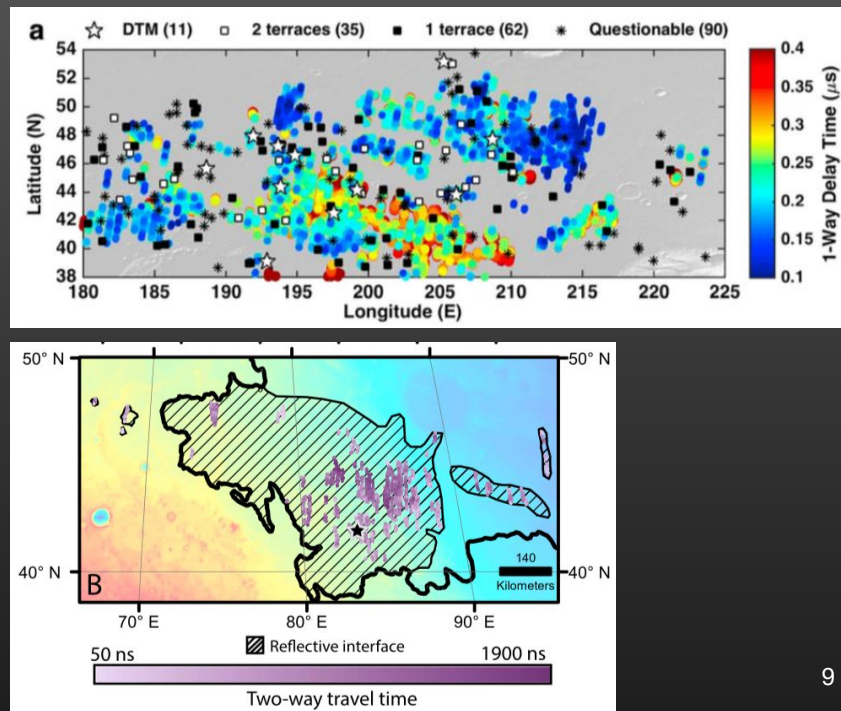 a
DTM (11) 2 terraces (35) 1 terrace (62) Questionable (90)
54
52
50
48
46
44
42
40
38
Latitude (N)
180 185 190 195 200 205 210 215 220 225
Longitude (E)
0.4
0.35
0.3
0.25
0.2
0.15
0.1
1-Way Delay Time (μs)
50° N 50° N
40° N 40° N
B
140
Kilometers
70° E 80° E 90° E
Reflective interface
50 ns 1900 ns
Two-way travel time
9